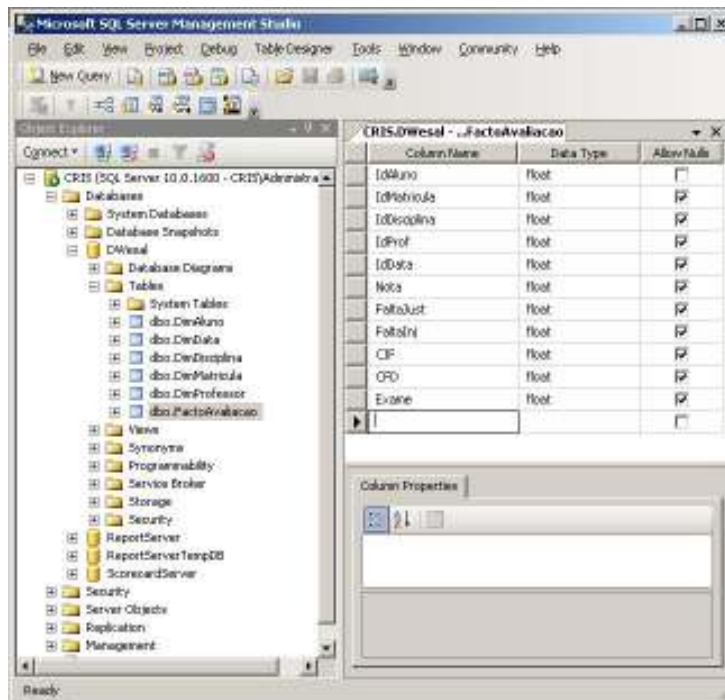 Microsoft SQL Server Management Studio
File Edit View Project Debug Table Designer Tools Window Community Help
New Query
Object Explorer
Connect
CRIS (SQL Server 10.0.1600 - CRIS\Administra
Databases
System Databases
Database Snapshots
DWesal
Database Diagrams
Tables
System Tables
dbo.DimAluno
dbo.DimData
dbo.DimDisciplina
dbo.DimMatricula
dbo.DimProfessor
dbo.FactoAvaliacao
Views
Synonyms
Programmability
Service Broker
Storage
Security
ReportServer
ReportServerTempDB
ScorecardServer
Security
Server Objects
Replication
Management
CRIS.DWesal - ...FactoAvaliacao
Column Name Data Type Allow Nulls
IdAluno float
IdMatricula float
IdDisciplina float
IdProf float
IdData float
Nota float
FaltaJust float
FaltaInj float
CIF float
CFD float
Exame float
Column Properties
Ready